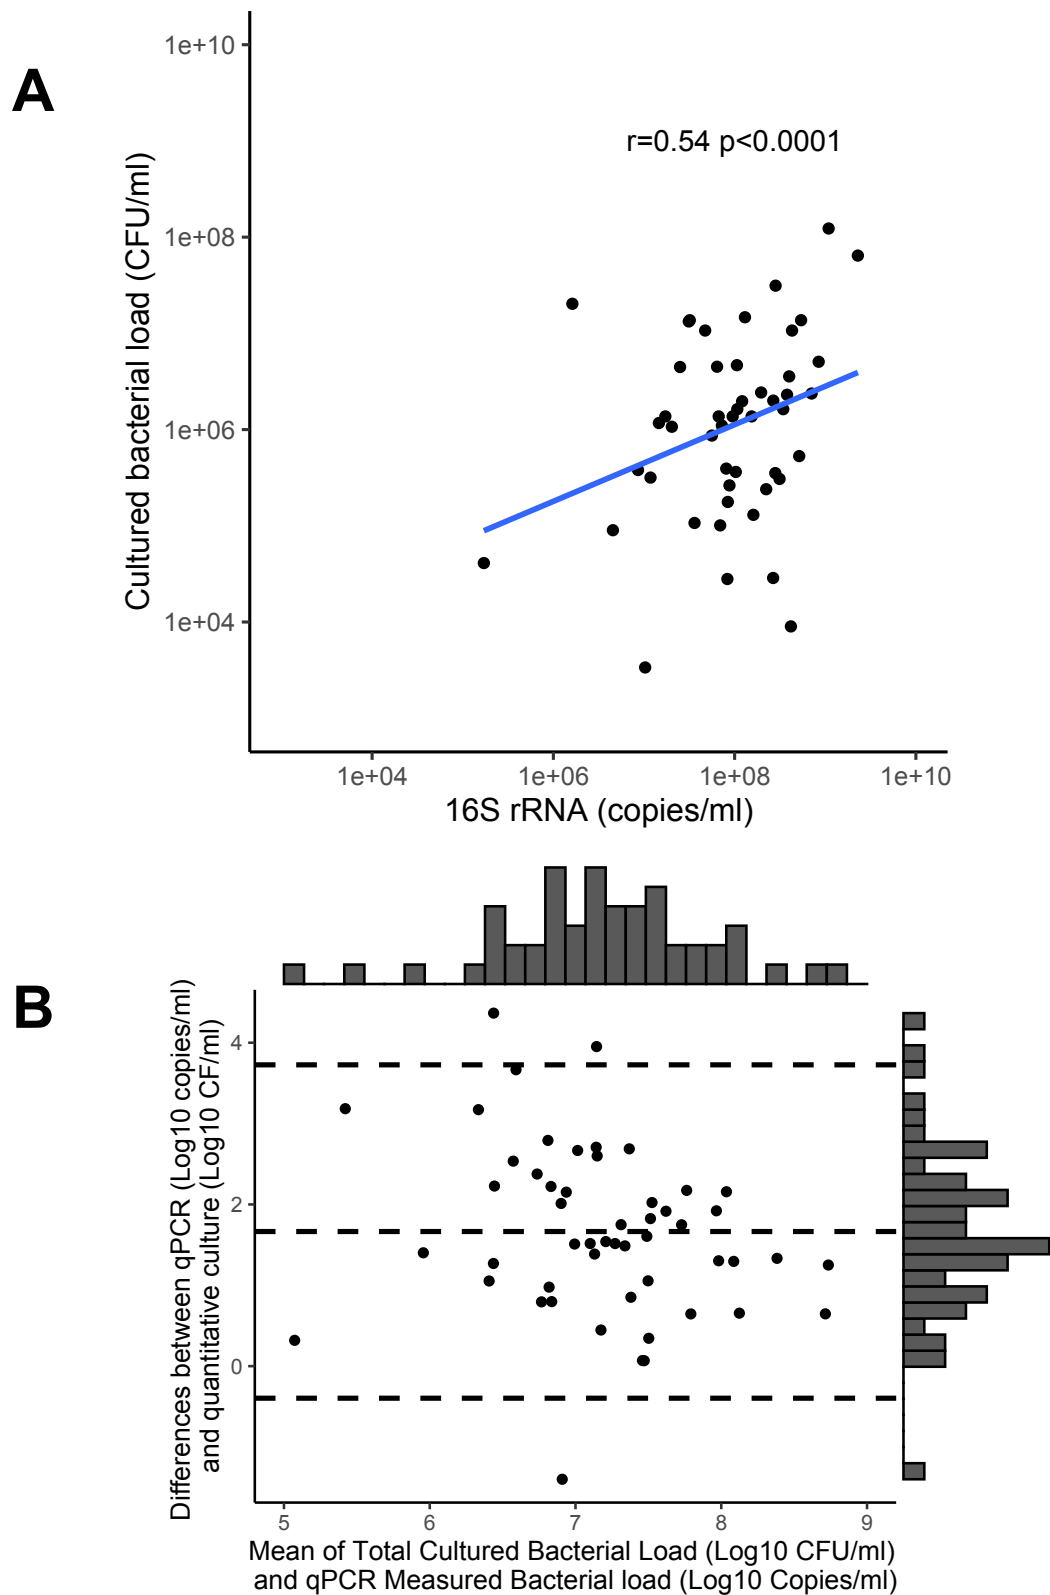 A
1e+10
1e+08
1e+06
1e+04
Cultured bacterial load (CFU/ml)
r=0.54 p<0.0001
1e+04 1e+06 1e+08 1e+10
16S rRNA (copies/ml)
B
Differences between qPCR (Log10 copies/ml)
and quantitative culture (Log10 CF/ml)
4
2
0
5 6 7 8 9
Mean of Total Cultured Bacterial Load (Log10 CFU/ml)
and qPCR Measured Bacterial load (Log10 Copies/ml)